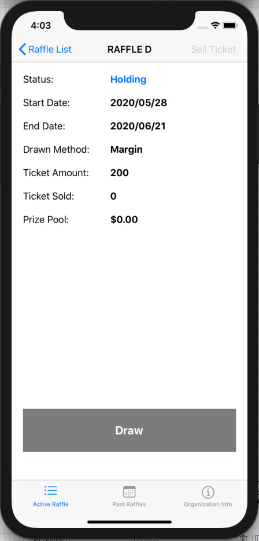 4:03
Raffle List RAFFLE D Sell Ticket
Status: Holding
Start Date: 2020/05/28
End Date: 2020/06/21
Drawn Method: Margin
Ticket Amount: 200
Ticket Sold: 0
Prize Pool: $0.00
Draw
Active Raffle Past Raffles Organization Info